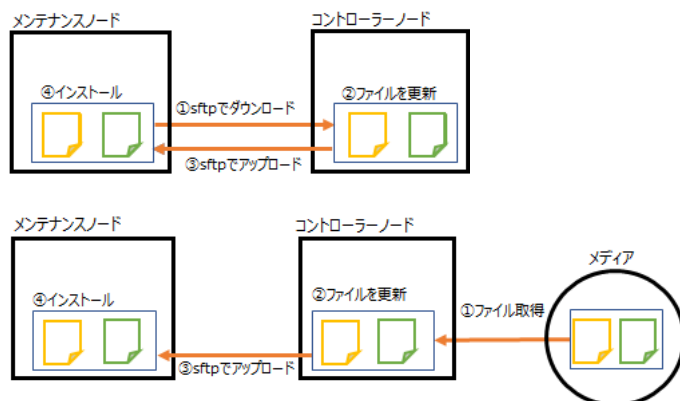 メンテナンスノード
コントローラーノード
④インストール
②ファイルを更新
①sftpでダウンロード
③sftpでアップロード
メンテナンスノード
コントローラーノード
メディア
④インストール
②ファイルを更新
①ファイル取得
③sftpでアップロード